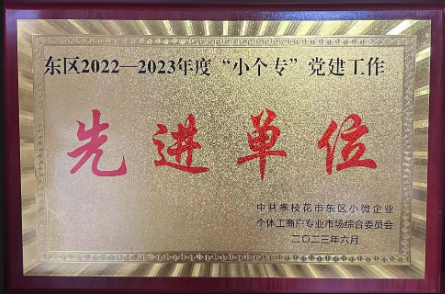 东区2022—2023年度“小个专”党建工作
先进单位
中共攀枝花市东区小微企业
个体工商户专业市场综合委员会
二〇二三年六月